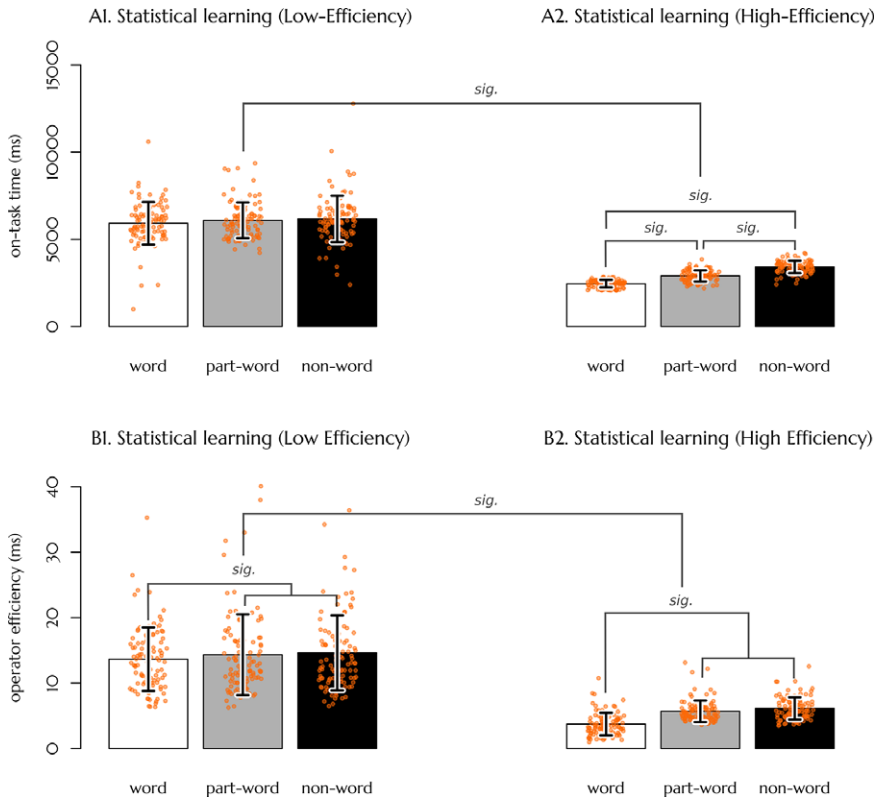 A1. Statistical learning (Low-Efficiency)
A2. Statistical learning (High-Efficiency)
on-task time (ms)
15000
10000
5000
0
sig.
sig.
sig.
sig.
word part-word non-word
word part-word non-word
B1. Statistical learning (Low Efficiency)
B2. Statistical learning (High Efficiency)
operator efficiency (ms)
40
30
20
10
0
sig.
sig.
sig.
word part-word non-word
word part-word non-word